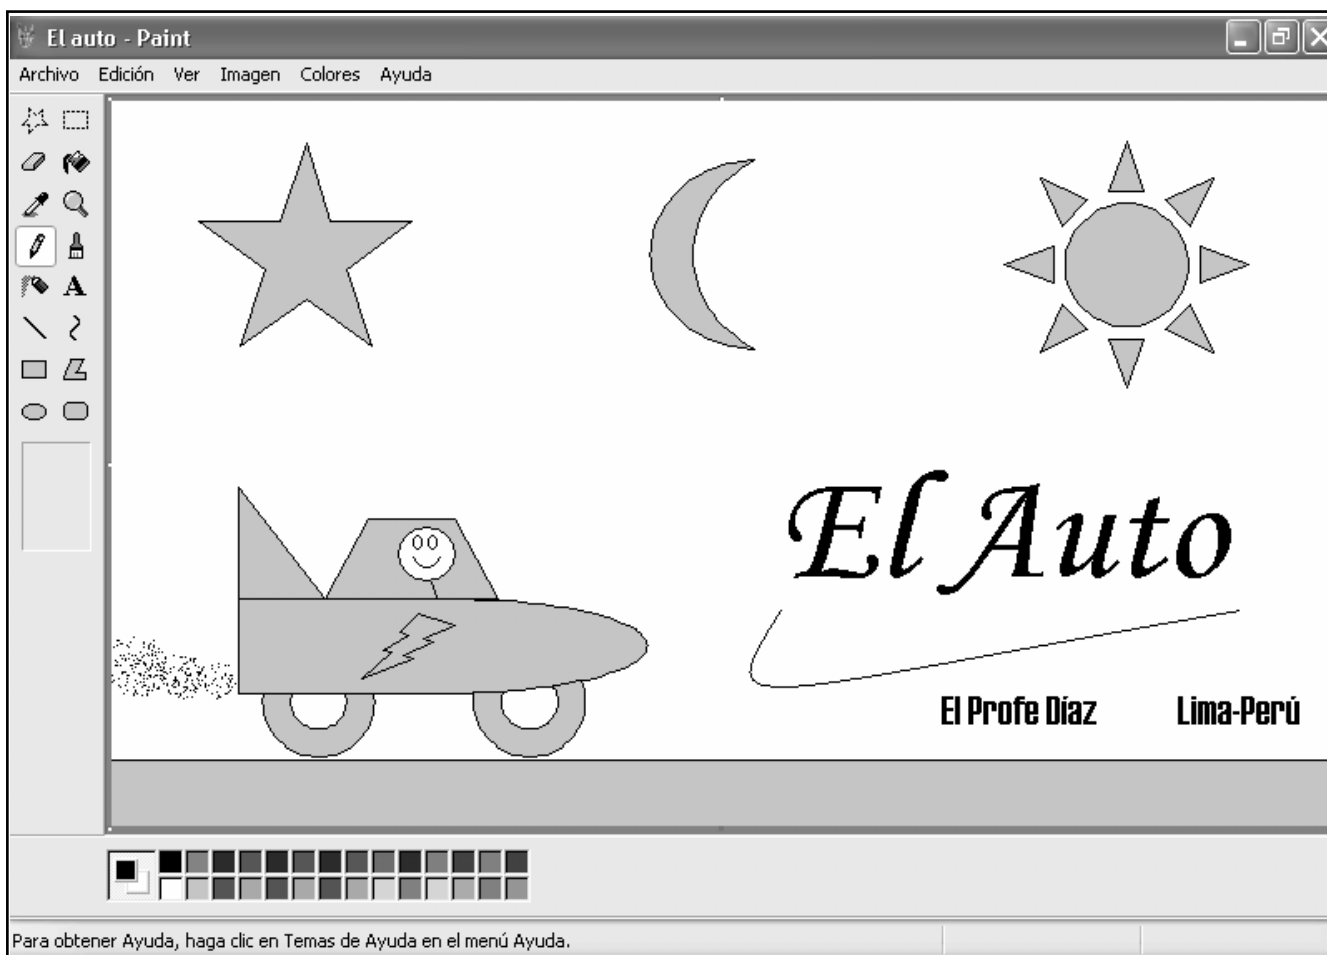 El auto - Paint
Archivo Edición Ver Imagen Colores Ayuda
A
El Auto
El Profe Díaz Lima-Perú
Para obtener Ayuda, haga clic en Temas de Ayuda en el menú Ayuda.